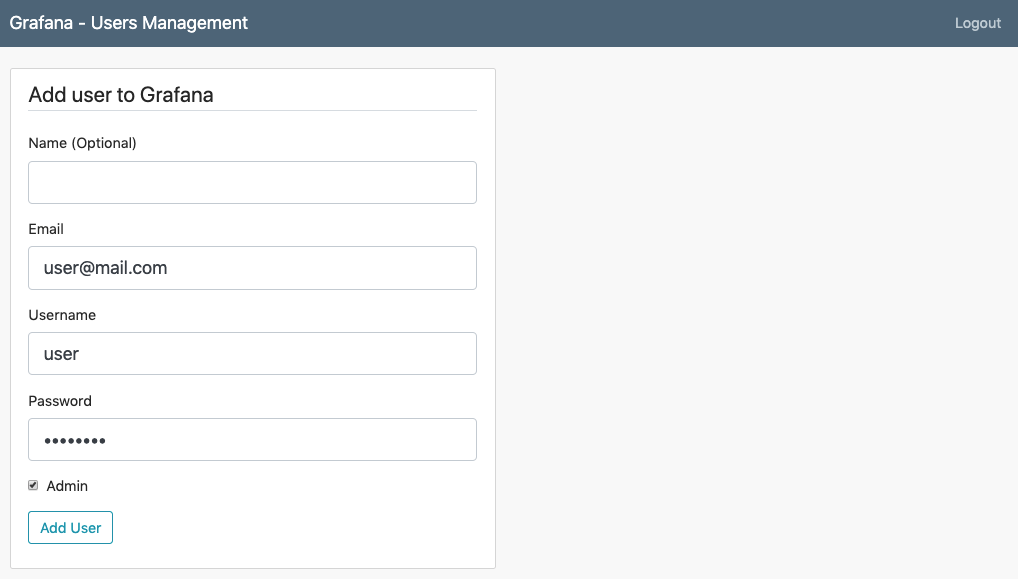 Grafana - Users Management
Logout
Add user to Grafana
Name (Optional)
Email
user@mail.com
Username
user
Password
••••••••
Admin
Add User